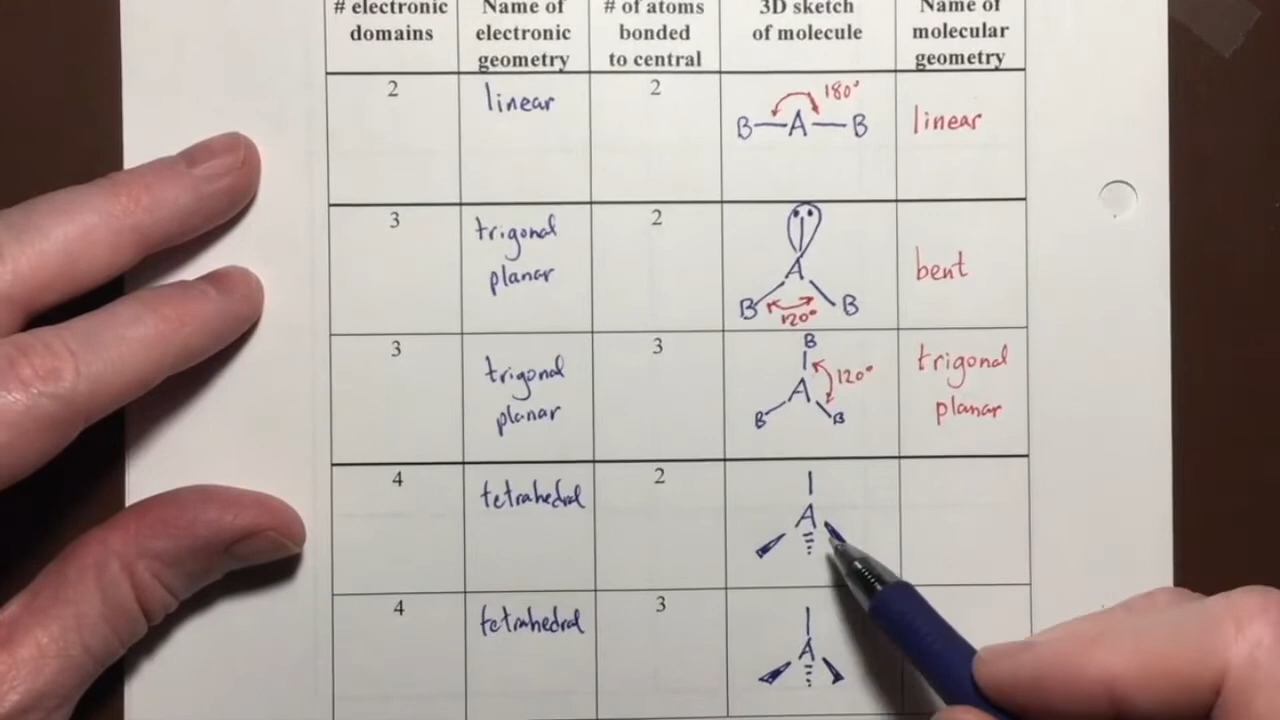 # electronic domains
Name of electronic geometry
# of atoms bonded to central
3D sketch of molecule
Name of molecular geometry
2
linear
2
180°
B—A—B
linear
3
trigonal planar
2
A
B B
120°
bent
3
trigonal planar
3
B
A
120°
B B
trigonal planar
4
tetrahedral
2
A
4
tetrahedral
3
A